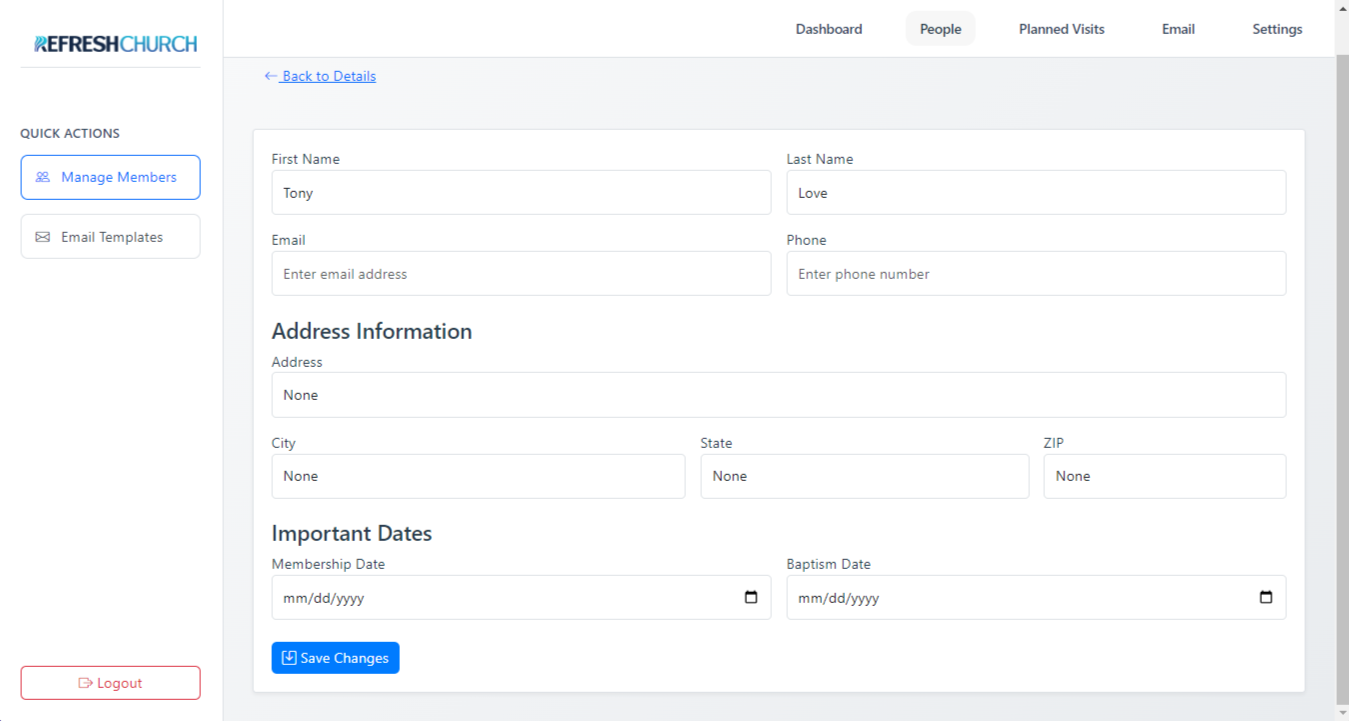 REFRESHCHURCH
Dashboard People Planned Visits Email Settings
Back to Details
QUICK ACTIONS
Manage Members
Email Templates
First Name Last Name
Tony Love
Email Phone
Enter email address Enter phone number
Address Information
Address
None
City State ZIP
None None None
Important Dates
Membership Date Baptism Date
mm/dd/yyyy mm/dd/yyyy
Save Changes
Logout